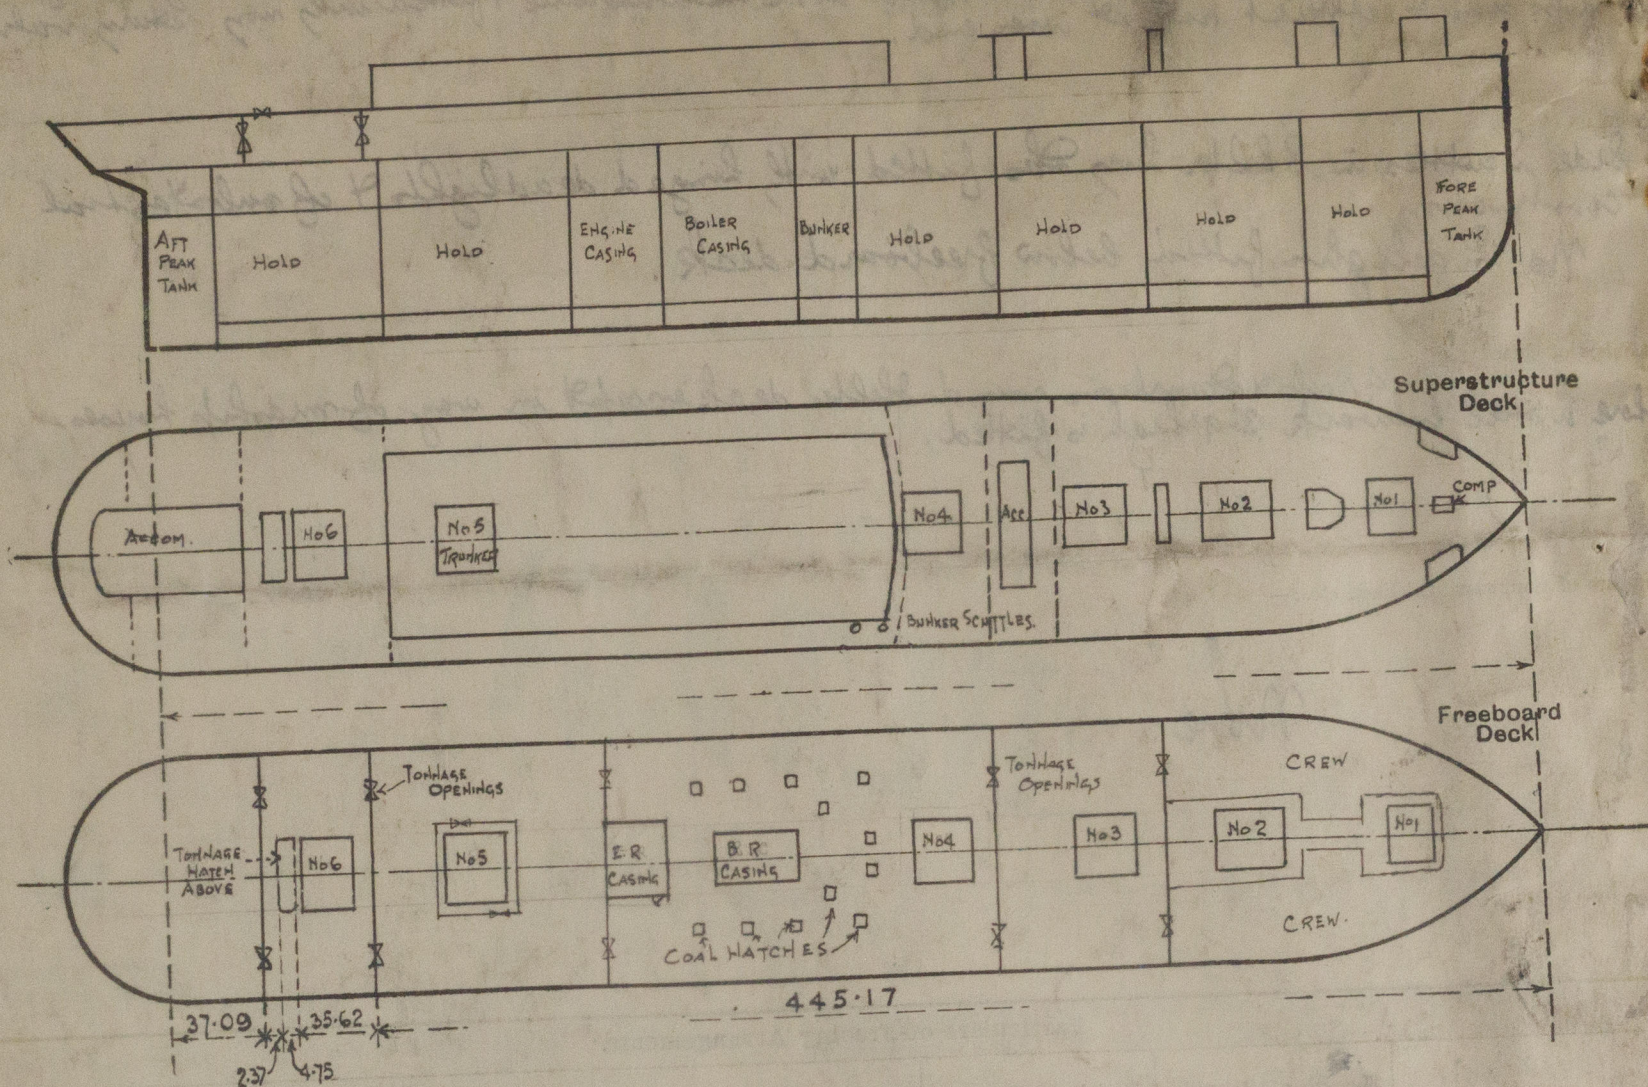 AFT
PEAK
TANK
HOLD
HOLD
ENGINE
CASING
BOILER
CASING
BUNKER
HOLD
HOLD
HOLD
HOLD
FORE
PEAK
TANK
Superstructure
Deck
ACCOM.
No6
No5
TRUNKED
No4
ACC
No3
No2
No1
COMP
BUNKER SCUTTLES.
Freeboard
Deck
TONNAGE
OPENINGS
TONNAGE
OPENINGS
CREW
TONNAGE
HATCH
ABOVE
No6
No5
E.R
CASING
B.R
CASING
No4
No3
No2
No1
COAL HATCHES
CREW.
37.09
35.62
445.17
2.37
4.75